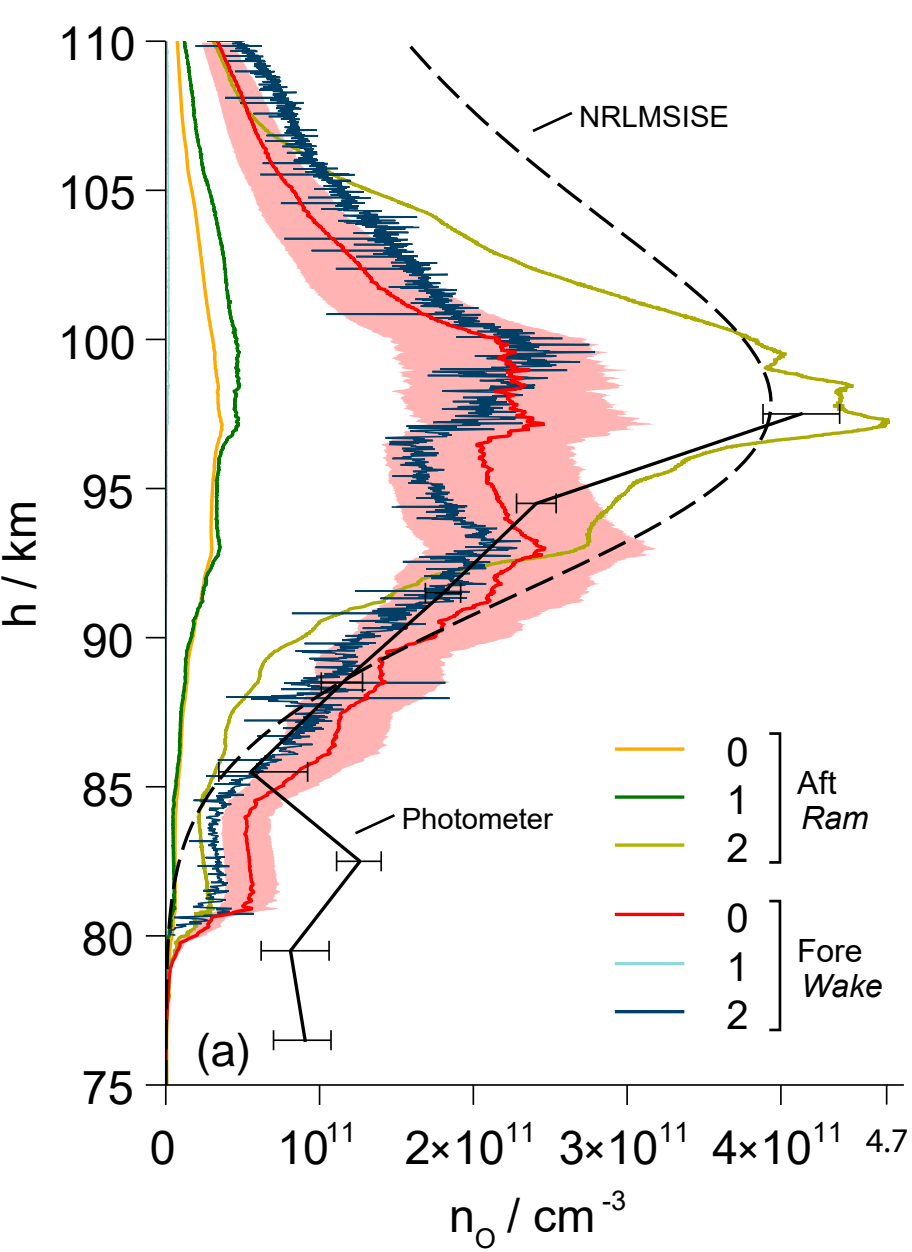 110
NRLMSISE
105
100
95
h / km
90
0
1
2
Aft
Ram
85
Photometer
0
1
2
Fore
Wake
80
(a)
75
0
10¹¹
2×10¹¹
3×10¹¹
4×10¹¹
4.7
n_O / cm⁻³